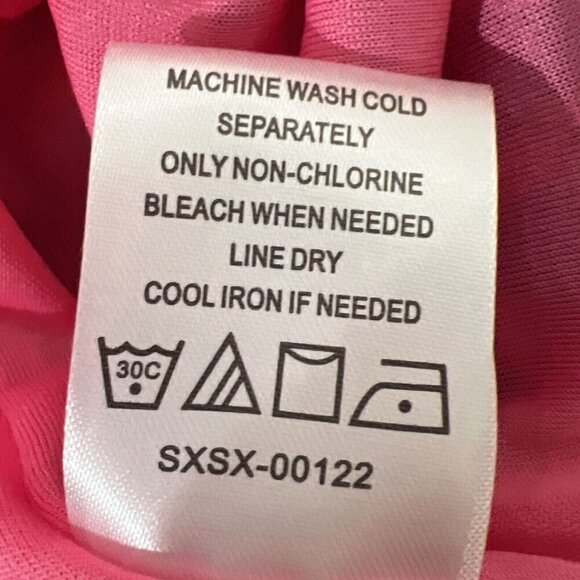 MACHINE WASH COLD
SEPARATELY
ONLY NON-CHLORINE
BLEACH WHEN NEEDED
LINE DRY
COOL IRON IF NEEDED
30C
SXSX-00122